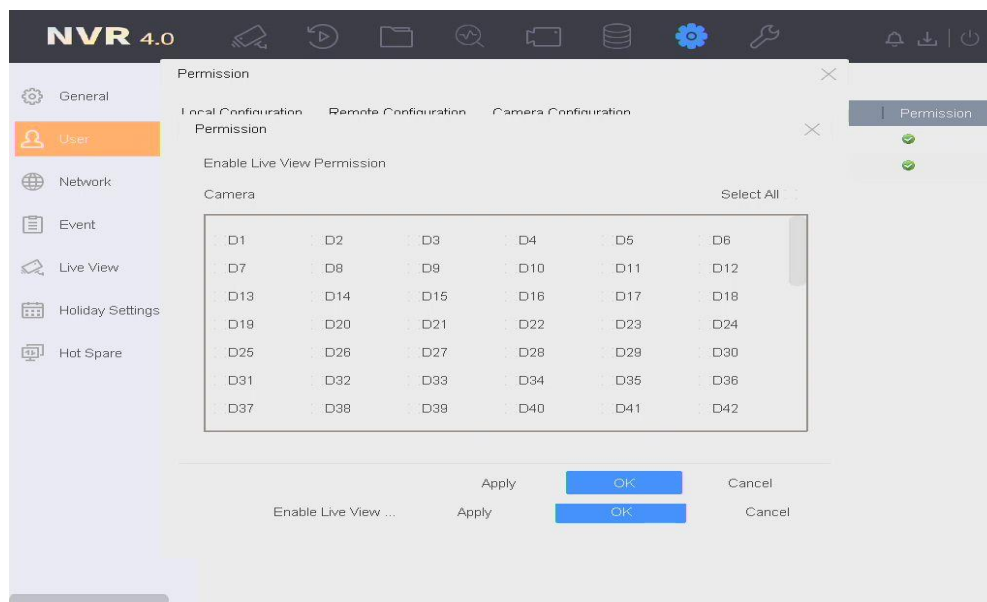 NVR 4.0
Permission
General
Local Configuration Remote Configuration Camera Configuration
Permission
Permission
User
Enable Live View Permission
Network
Camera Select All
Event
D1 D2 D3 D4 D5 D6
Live View
D7 D8 D9 D10 D11 D12
D13 D14 D15 D16 D17 D18
Holiday Settings
D19 D20 D21 D22 D23 D24
Hot Spare
D25 D26 D27 D28 D29 D30
D31 D32 D33 D34 D35 D36
D37 D38 D39 D40 D41 D42
Apply OK Cancel
Enable Live View ... Apply OK Cancel